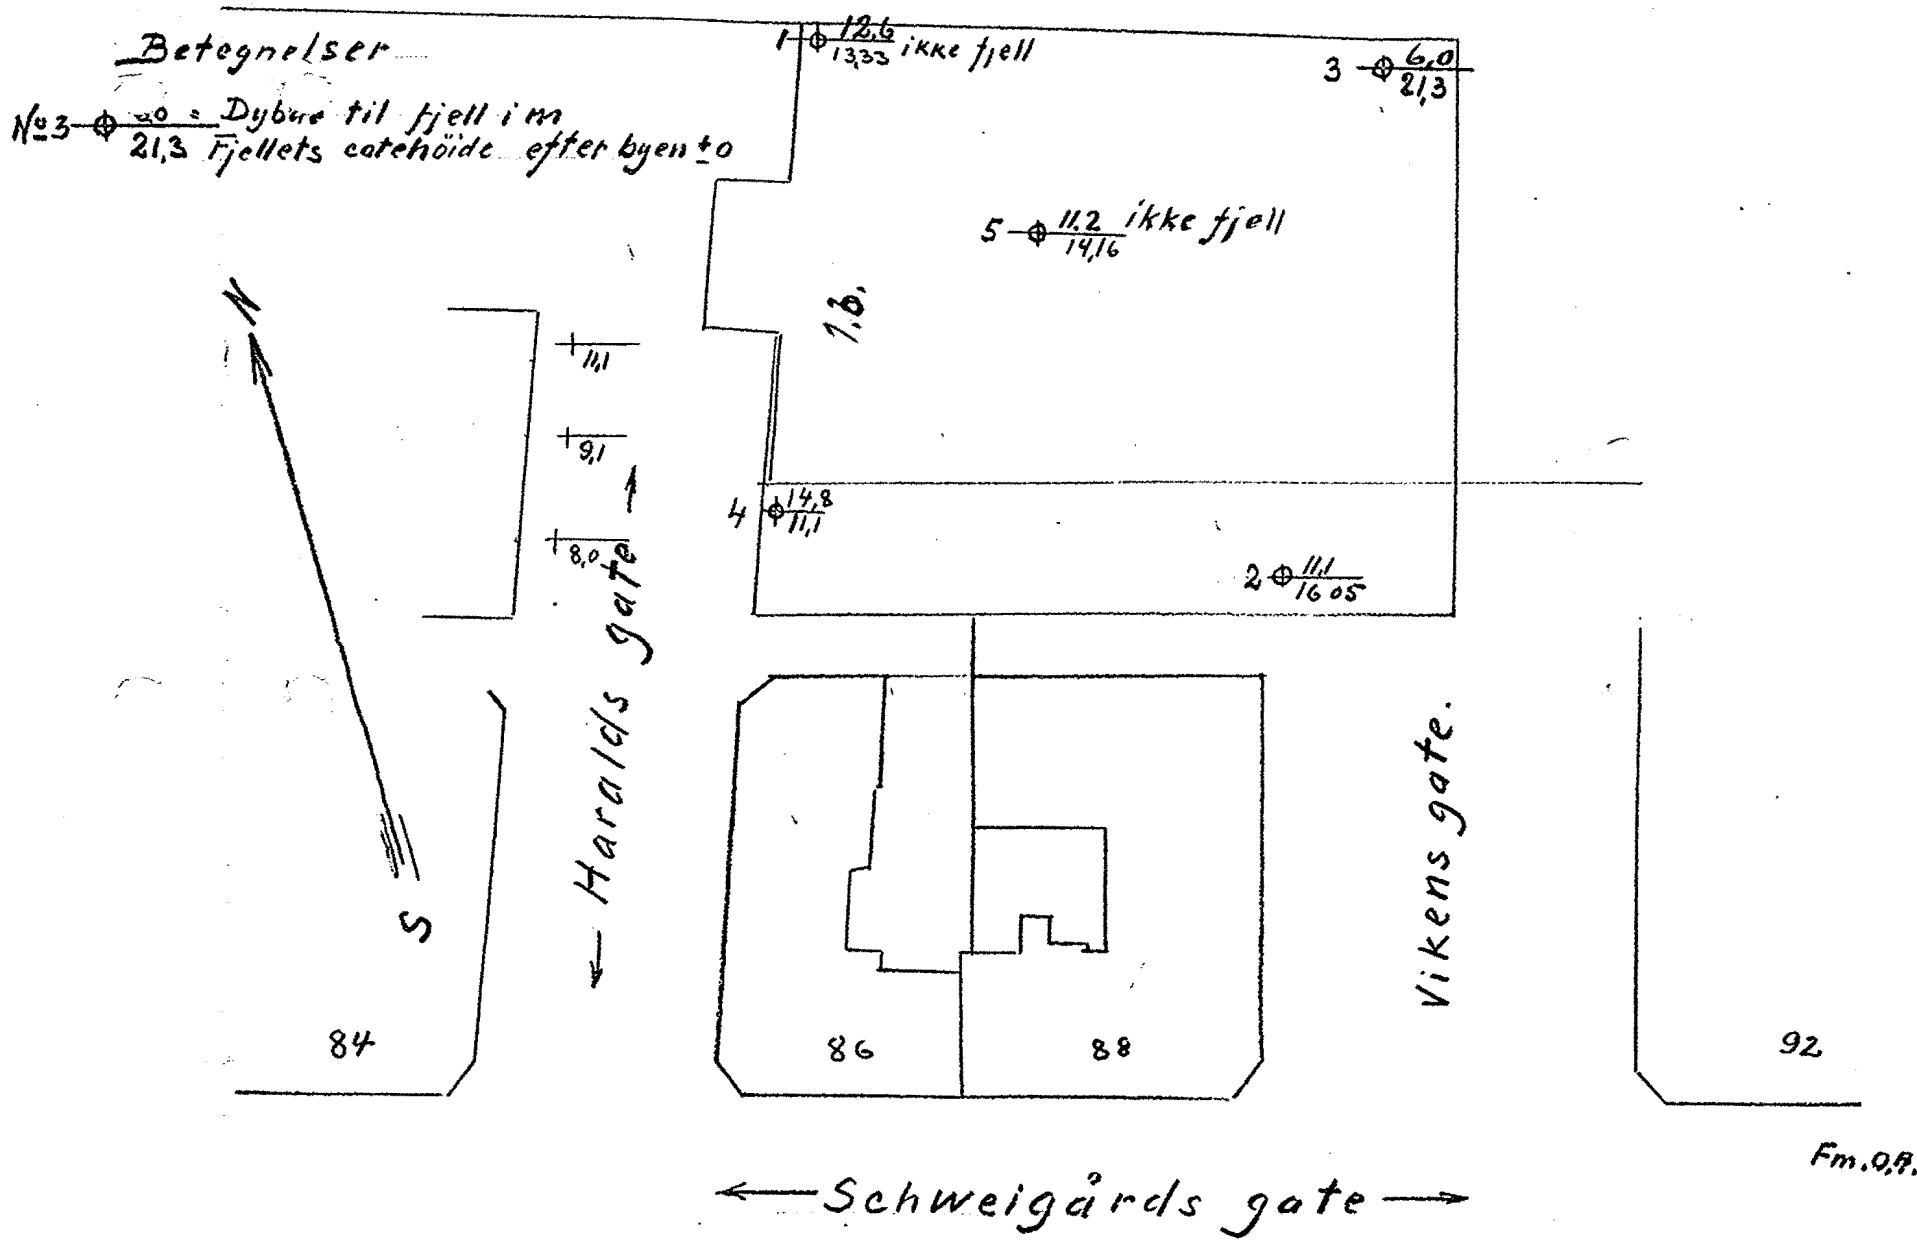 Betegnelser
No 3 = Dybde til fjell i m
21,3 Fjellets cotehöide efter byen ± 0
1 12,6 ikke fjell
13,33
3 6,0
21,3
5 11.2 ikke fjell
14,16
N
1.b.
11,1
9,1
8,0
4 14,8
11,1
2 11,1
16 05
Haralds gate
Vikens gate.
S
84
86
88
92
Fm.O.A.
Schweigårds gate